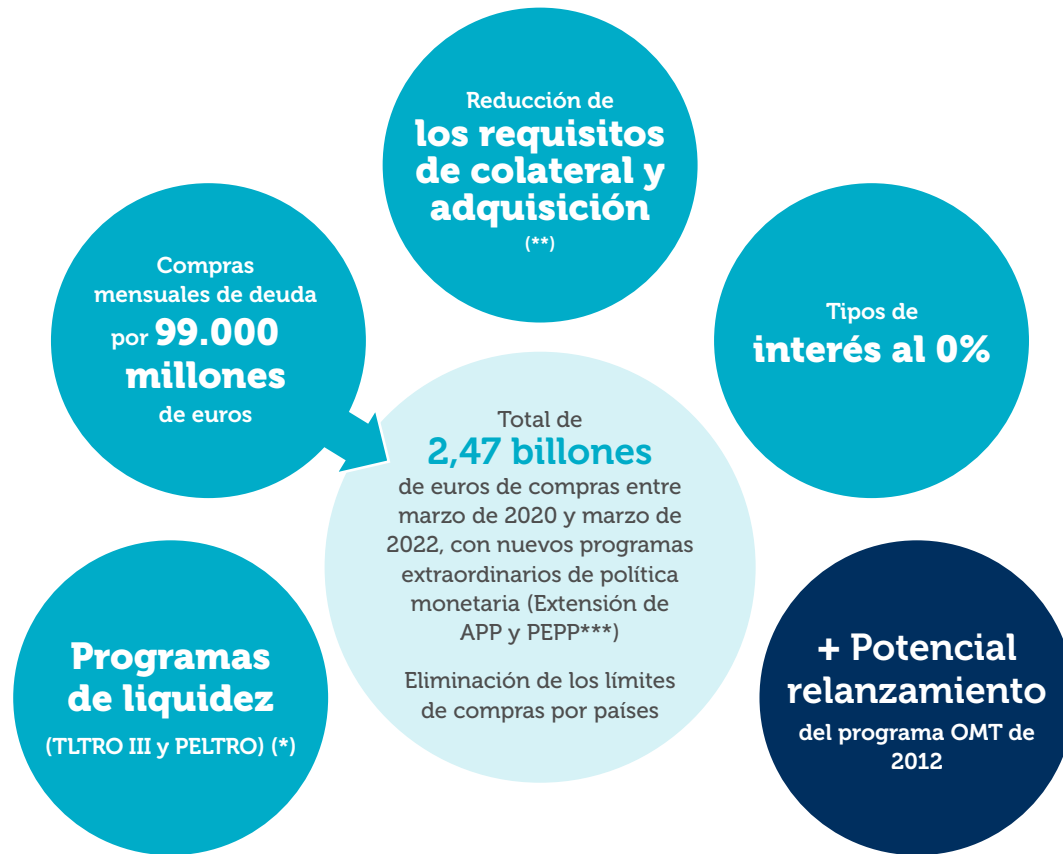 Reducción de
los requisitos
de colateral y
adquisición
(**)
Compras
mensuales de deuda
por 99.000
millones
de euros
Tipos de
interés al 0%
Total de
2,47 billones
de euros de compras entre
marzo de 2020 y marzo de
2022, con nuevos programas
extraordinarios de política
monetaria (Extensión de
APP y PEPP***)
Eliminación de los límites
de compras por países
Programas
de liquidez
(TLTRO III y PELTRO) (*)
+ Potencial
relanzamiento
del programa OMT de
2012